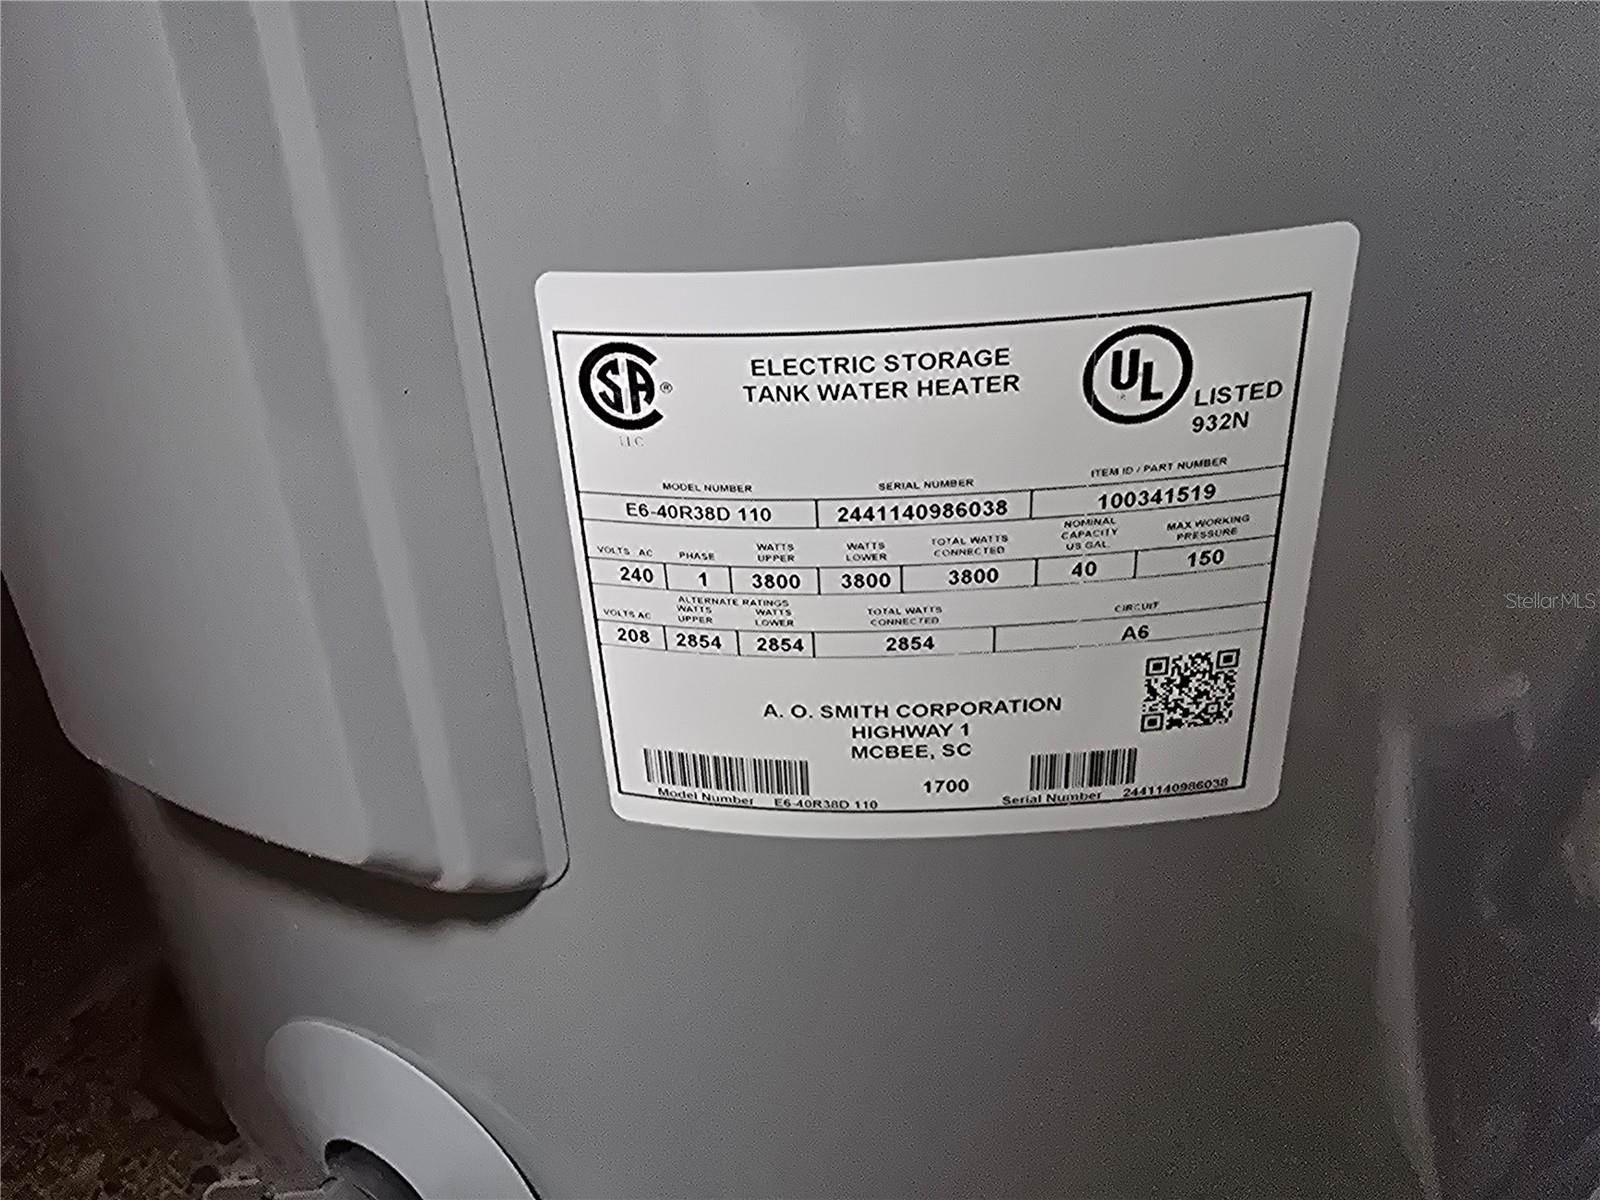 SA ®
LLC
ELECTRIC STORAGE
TANK WATER HEATER
UL
®
LISTED
932N
MODEL NUMBER SERIAL NUMBER ITEM ID / PART NUMBER
E6-40R38D 110 2441140986038 100341519
VOLTS AC PHASE WATTS UPPER WATTS LOWER TOTAL WATTS CONNECTED NOMINAL CAPACITY US GAL. MAX WORKING PRESSURE
240 1 3800 3800 3800 40 150
ALTERNATE RATINGS
VOLTS AC WATTS UPPER WATTS LOWER TOTAL WATTS CONNECTED CIRCUIT
208 2854 2854 2854 A6
A. O. SMITH CORPORATION
HIGHWAY 1
MCBEE, SC
1700
Model Number E6-40R38D 110 Serial Number 2441140986038
StellarMLS